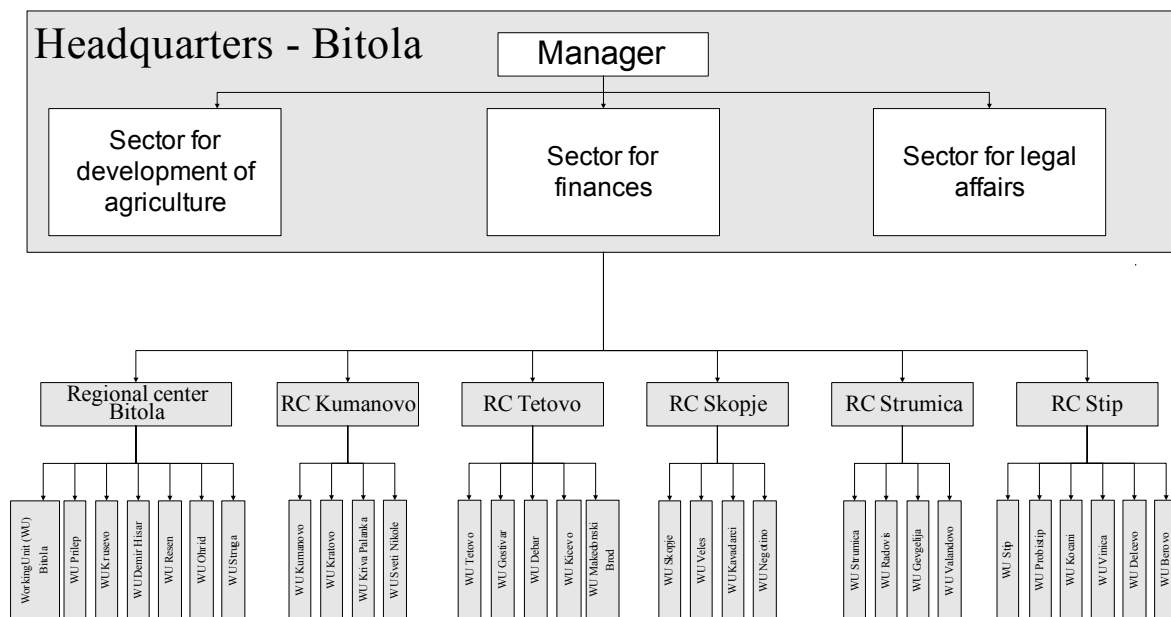 Headquarters - Bitola
Manager
Sector for
development of
agriculture
Sector for
finances
Sector for legal
affairs
Regional center
Bitola
RC Kumanovo
RC Tetovo
RC Skopje
RC Strumica
RC Stip
WorkingUnit (WU)
Bitola
WU Prilep
WU Krusevo
WU Demir Hisar
WU Resen
WU Ohrid
WU Struga
WU Kumanovo
WU Kratovo
WU Kriva Palanka
WU Sveti Nikole
WU Tetovo
WU Gostivar
WU Debar
WU Kicevo
WU Makedonski
Brod
WU Skopje
WU Veles
WU Kavadarci
WU Negotino
WU Strumica
WU Radovis
WU Gevgelija
WU Valandovo
WU Stip
WU Probistip
WU Kocani
WU Vinica
WU Delcevo
WU Berovo